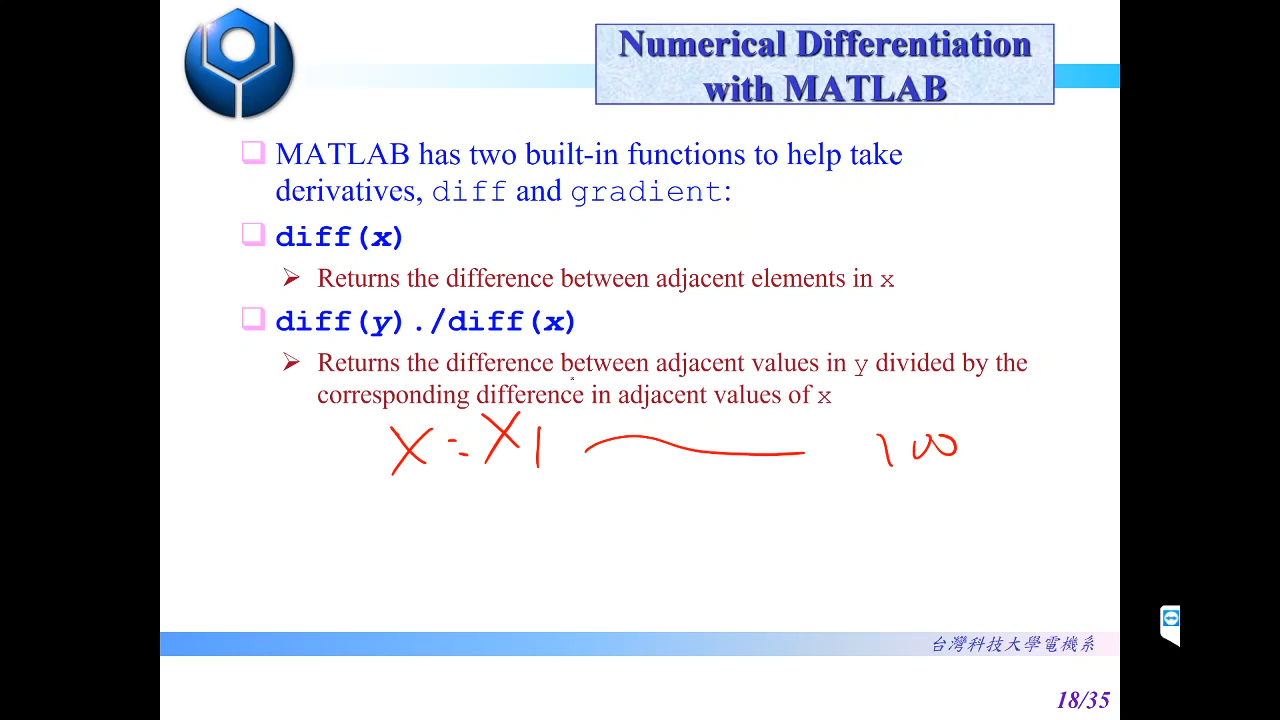 Numerical Differentiation
with MATLAB
MATLAB has two built-in functions to help take
derivatives, diff and gradient:
diff(x)
Returns the difference between adjacent elements in x
diff(y)./diff(x)
Returns the difference between adjacent values in y divided by the
corresponding difference in adjacent values of x
X = X1 100
台灣科技大學電機系
18/35